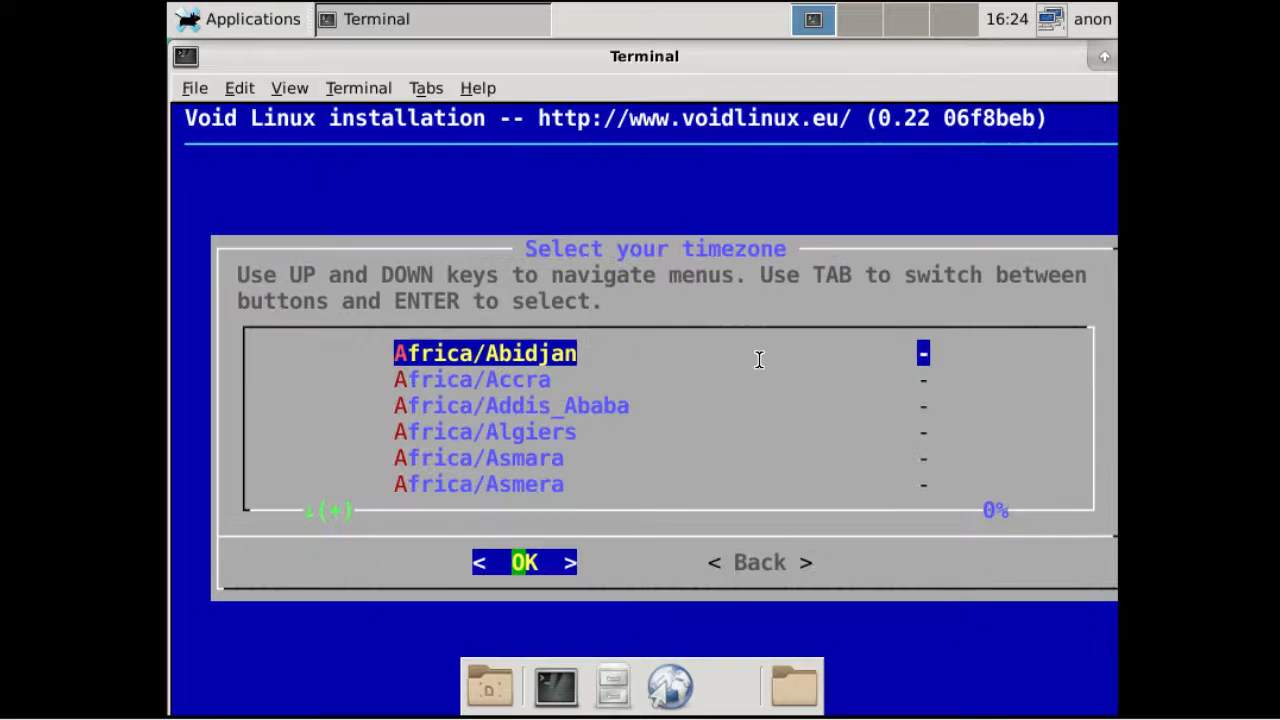 Applications Terminal 16:24 anon
Terminal
File Edit View Terminal Tabs Help
Void Linux installation -- http://www.voidlinux.eu/ (0.22 06f8beb)
Select your timezone
Use UP and DOWN keys to navigate menus. Use TAB to switch between
buttons and ENTER to select.
Africa/Abidjan -
Africa/Accra -
Africa/Addis_Ababa -
Africa/Algiers -
Africa/Asmara -
Africa/Asmera -
↓(+) 0%
< OK > < Back >